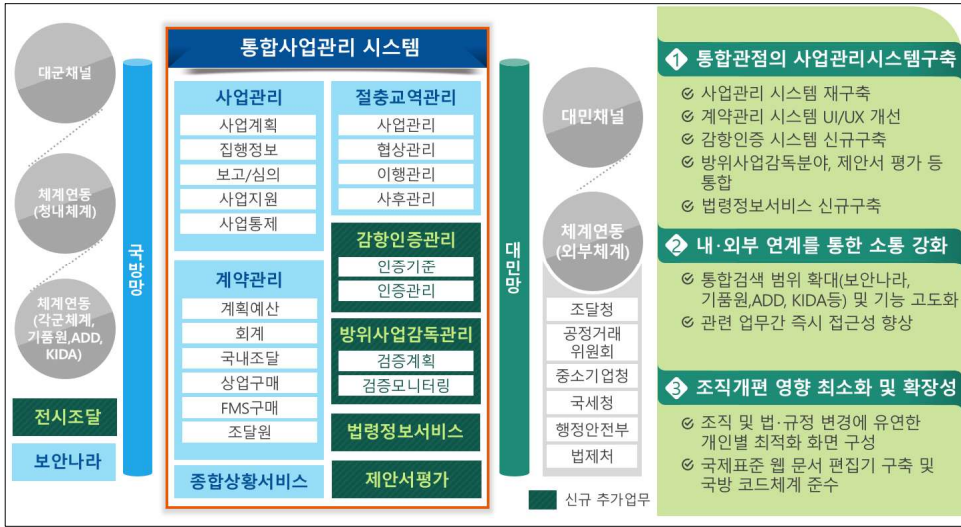 대군채널
체계연동
(청내체계)
체계연동
(각군체계,
기품원,ADD,
KIDA)
전시조달
보안나라
국방망
통합사업관리 시스템
사업관리
사업계획
집행정보
보고/심의
사업지원
사업통제
계약관리
계획예산
회계
국내조달
상업구매
FMS구매
조달원
종합상황서비스
절충교역관리
사업관리
협상관리
이행관리
사후관리
감항인증관리
인증기준
인증관리
방위사업감독관리
검증계획
검증모니터링
법령정보서비스
제안서평가
대민망
대민채널
체계연동
(외부체계)
조달청
공정거래
위원회
중소기업청
국세청
행정안전부
법제처
신규 추가업무
1 통합관점의 사업관리시스템구축
사업관리 시스템 재구축
계약관리 시스템 UI/UX 개선
감항인증 시스템 신규구축
방위사업감독분야, 제안서 평가 등
통합
법령정보서비스 신규구축
2 내·외부 연계를 통한 소통 강화
통합검색 범위 확대(보안나라,
기품원,ADD, KIDA등) 및 기능 고도화
관련 업무간 즉시 접근성 향상
3 조직개편 영향 최소화 및 확장성
조직 및 법·규정 변경에 유연한
개인별 최적화 화면 구성
국제표준 웹 문서 편집기 구축 및
국방 코드체계 준수